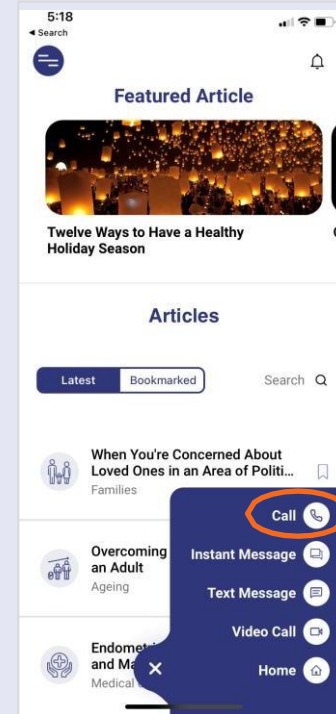 5:18
◄ Search
Featured Article
Twelve Ways to Have a Healthy
Holiday Season
Articles
Latest
Bookmarked
Search
When You're Concerned About
Loved Ones in an Area of Politi...
Families
Call
Overcoming
an Adult
Ageing
Instant Message
Text Message
Video Call
Home
and
Medical